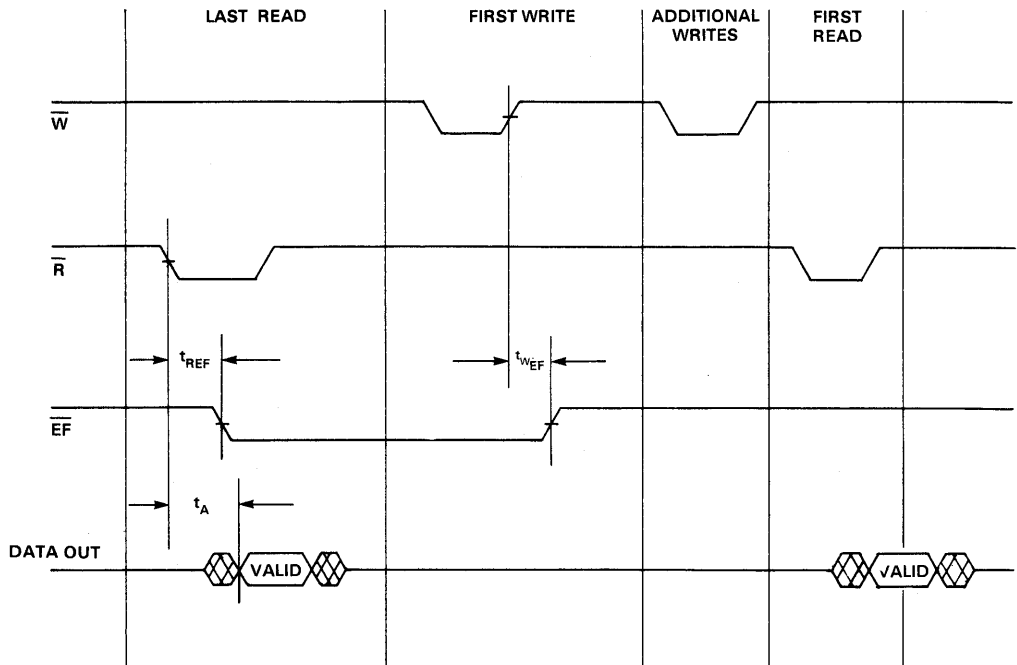 LAST READ
FIRST WRITE
ADDITIONAL
WRITES
FIRST
READ
W
R
tREF
tWEF
EF
tA
DATA OUT
VALID
VALID